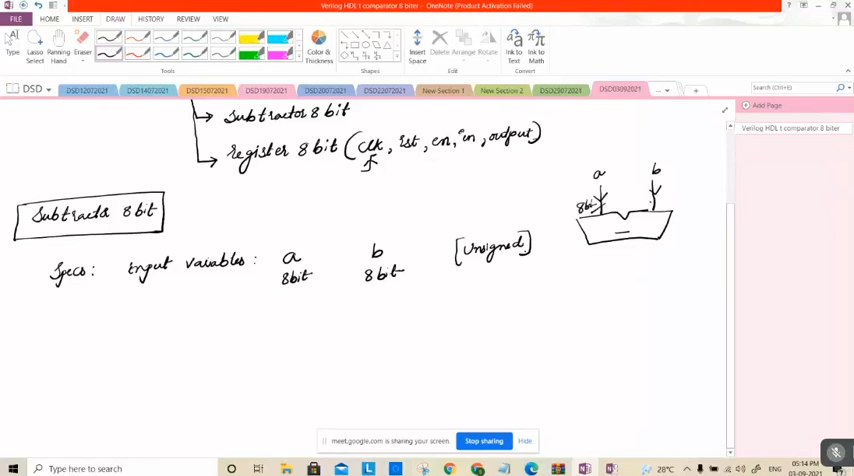 Verilog HDL t comparator 8 biter - OneNote (Product Activation Failed)
FILE HOME INSERT DRAW HISTORY REVIEW VIEW
Type Lasso Select Panning Hand Eraser Color & Thickness Insert Space Delete Arrange Ink to Text Ink to Math
Tools Shapes Edit Convert
DSD DSD12072021 DSD14072021 DSD15072021 DSD19072021 DSD20072021 DSD22072021 New Section 1 New Section 2 DSD29072021 DSD03092021 ... + Search (Ctrl+E)
Add Page
Verilog HDL t comparator 8 biter
Subtractor 8 bit
register 8 bit (clk, rst, en, in, output)
a b
8bit
Subtractor 8 bit
Specs: Input variables: a b [Unsigned]
8bit 8bit
meet.google.com is sharing your screen. Stop sharing Hide
Type here to search
28°C ENG 05:14 PM
03-09-2021